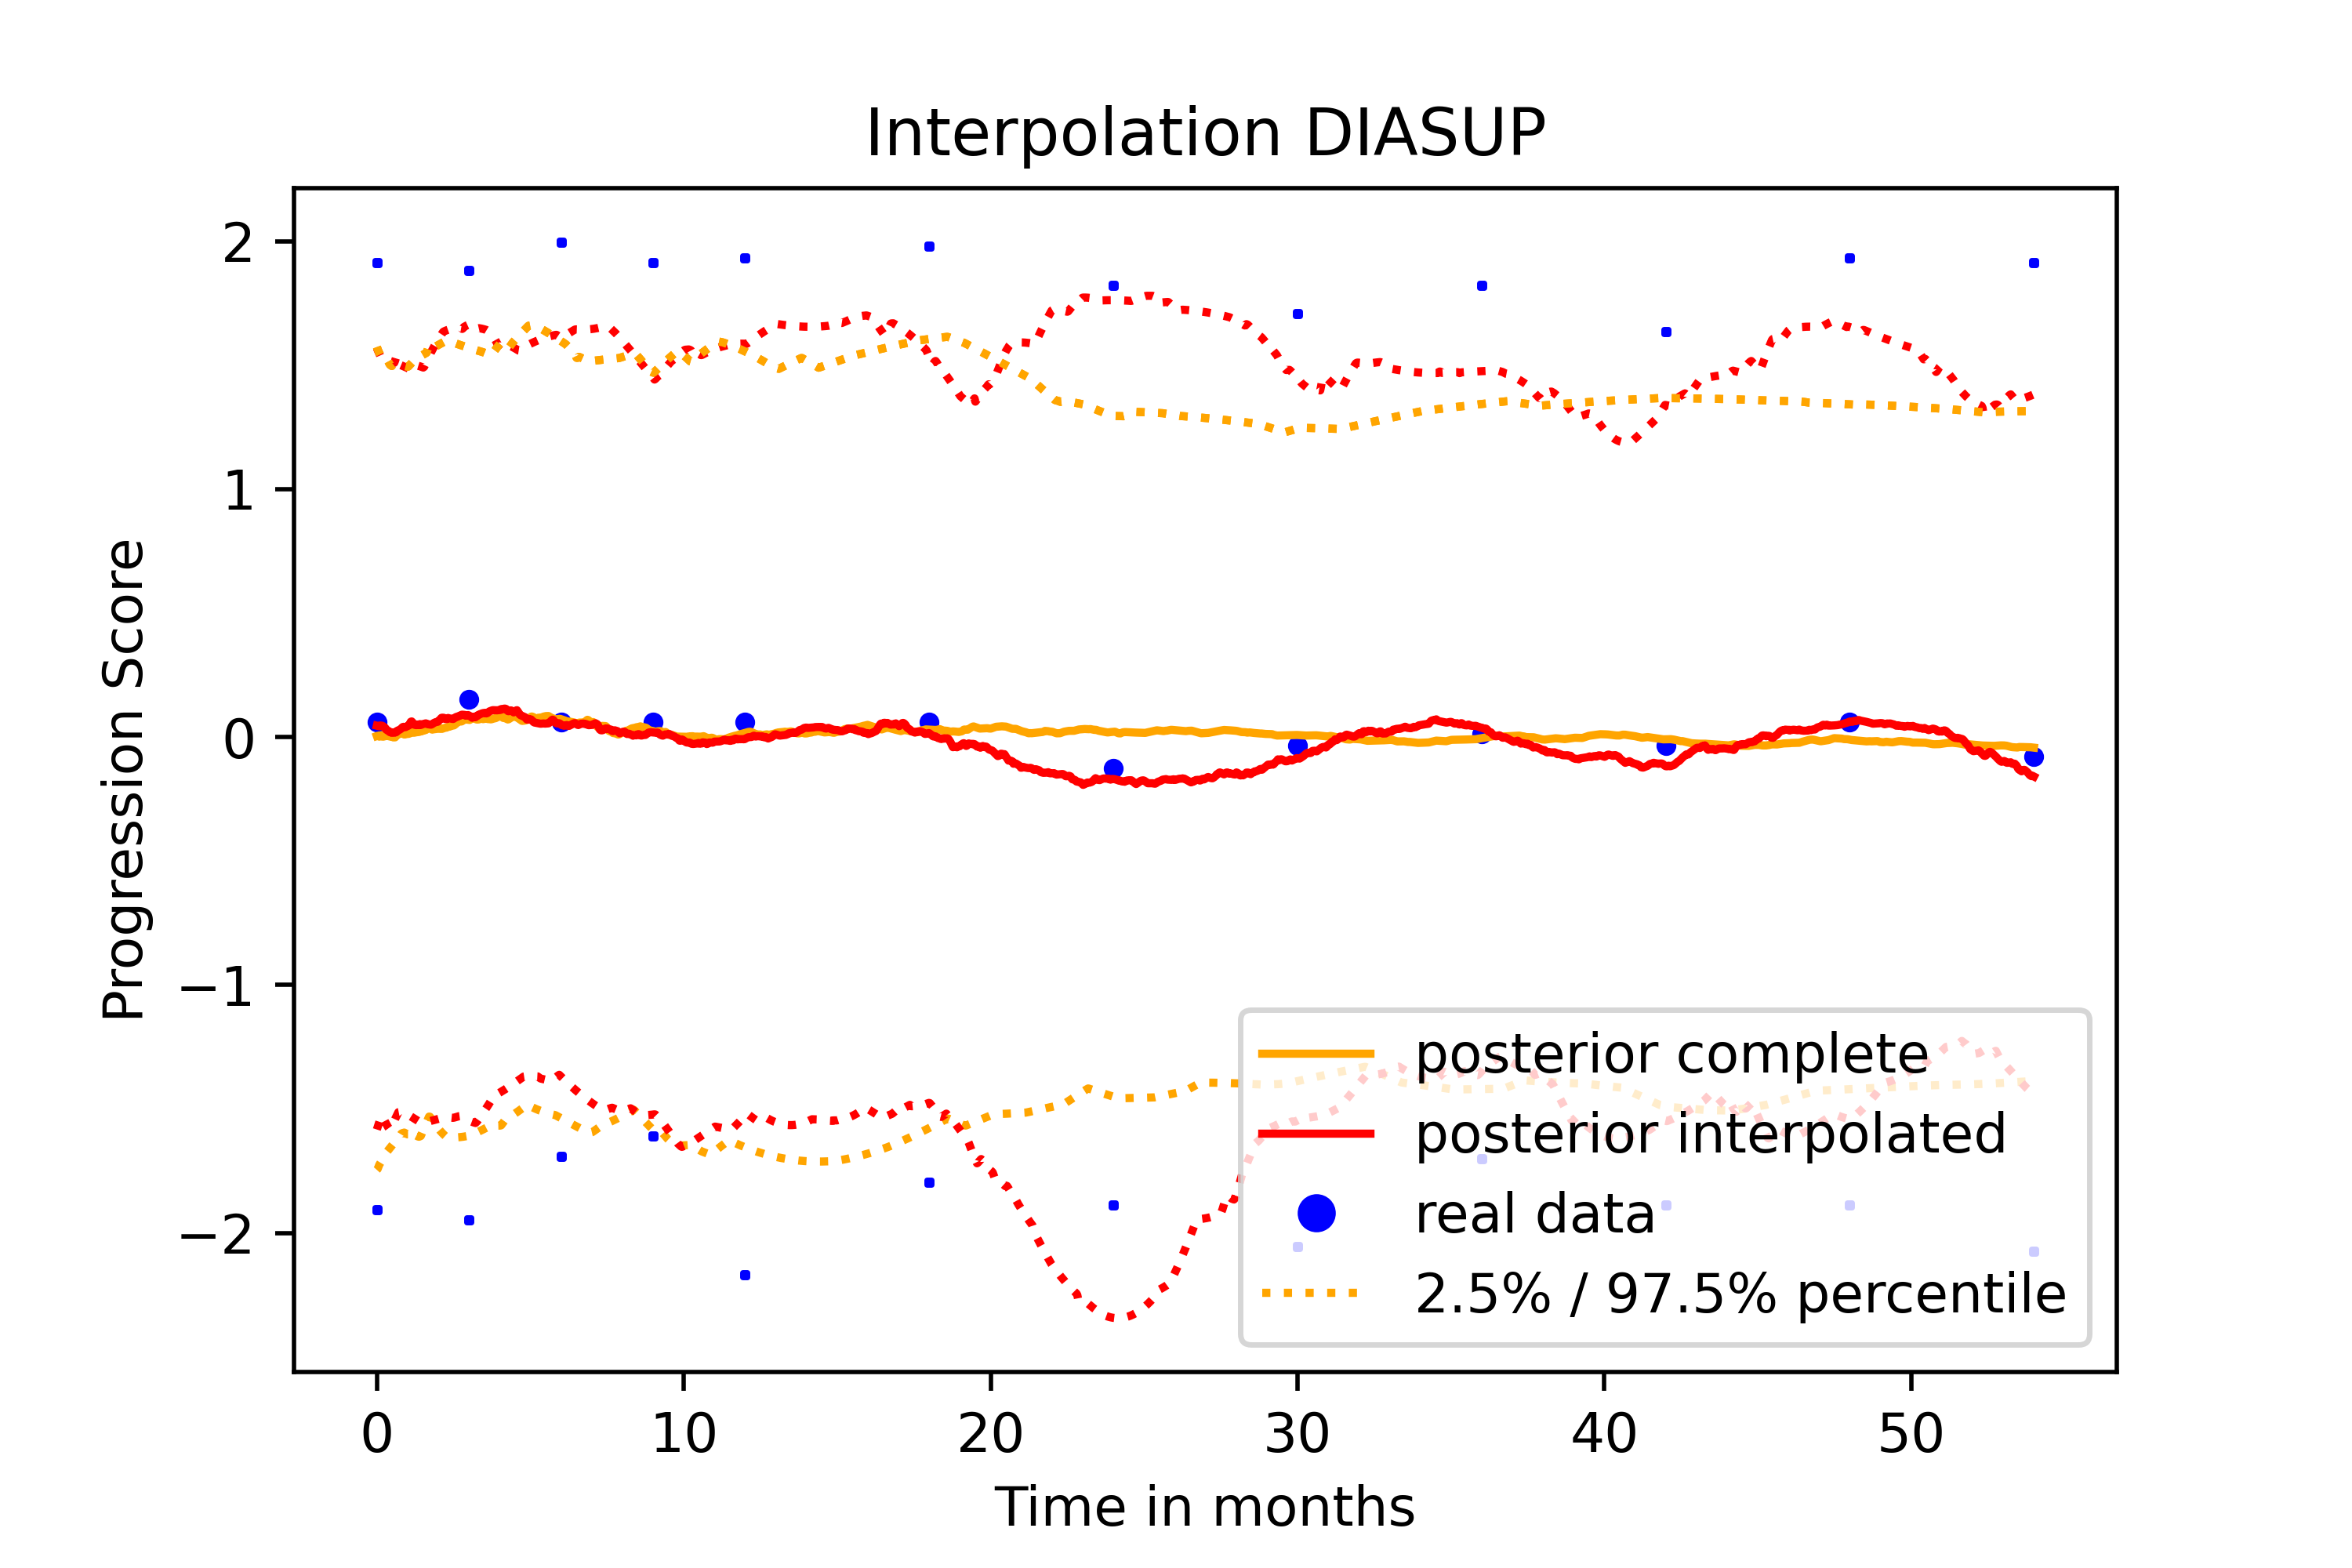 Interpolation DIASUP
2
1
0
−1
−2
Progression Score
posterior complete
posterior interpolated
real data
2.5% / 97.5% percentile
0 10 20 30 40 50
Time in months